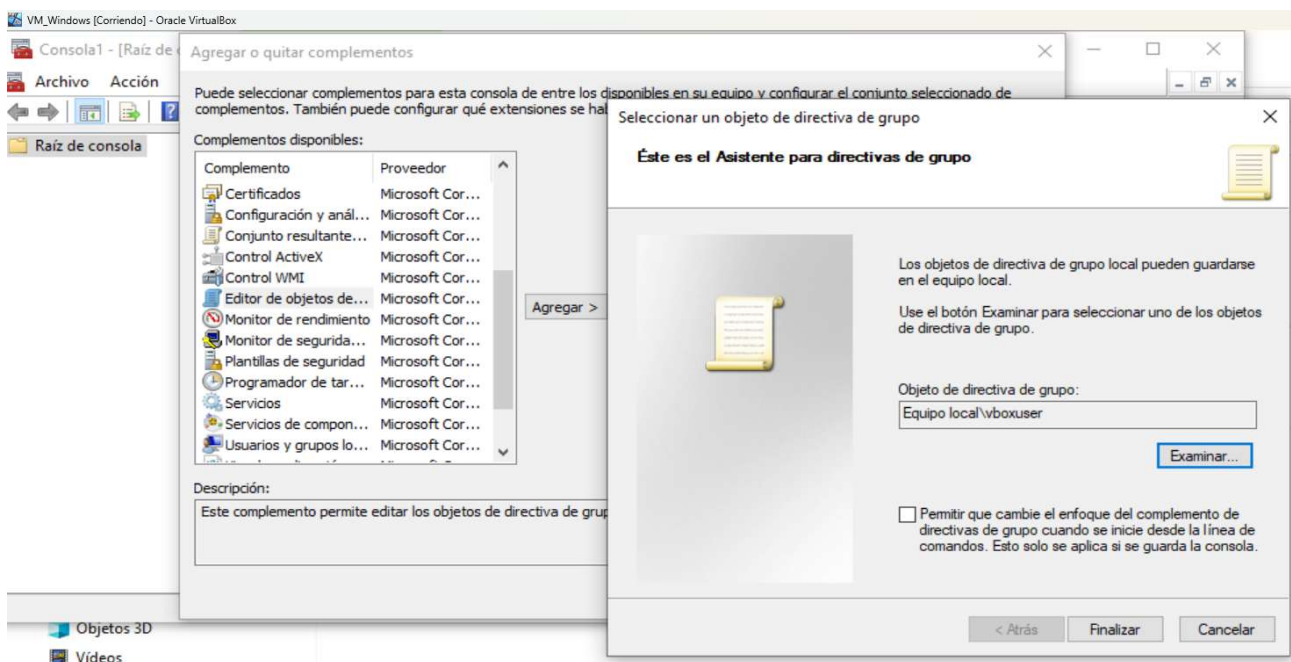 VM_Windows [Corriendo] - Oracle VirtualBox
Consola1 - [Raíz de
Archivo Acción
Raíz de consola
Agregar o quitar complementos
Puede seleccionar complementos para esta consola de entre los disponibles en su equipo y configurar el conjunto seleccionado de
complementos. También puede configurar qué extensiones se hab
Complementos disponibles:
Complemento Proveedor
Certificados Microsoft Cor...
Configuración y anál... Microsoft Cor...
Conjunto resultante... Microsoft Cor...
Control ActiveX Microsoft Cor...
Control WMI Microsoft Cor...
Editor de objetos de... Microsoft Cor...
Monitor de rendimiento Microsoft Cor...
Monitor de segurida... Microsoft Cor...
Plantillas de seguridad Microsoft Cor...
Programador de tar... Microsoft Cor...
Servicios Microsoft Cor...
Servicios de compon... Microsoft Cor...
Usuarios y grupos lo... Microsoft Cor...
Agregar >
Descripción:
Este complemento permite editar los objetos de directiva de grup
Seleccionar un objeto de directiva de grupo
Éste es el Asistente para directivas de grupo
Los objetos de directiva de grupo local pueden guardarse
en el equipo local.
Use el botón Examinar para seleccionar uno de los objetos
de directiva de grupo.
Objeto de directiva de grupo:
Equipo local\vboxuser
Examinar...
Permitir que cambie el enfoque del complemento de
directivas de grupo cuando se inicie desde la línea de
comandos. Esto solo se aplica si se guarda la consola.
< Atrás Finalizar Cancelar
Objetos 3D
Vídeos